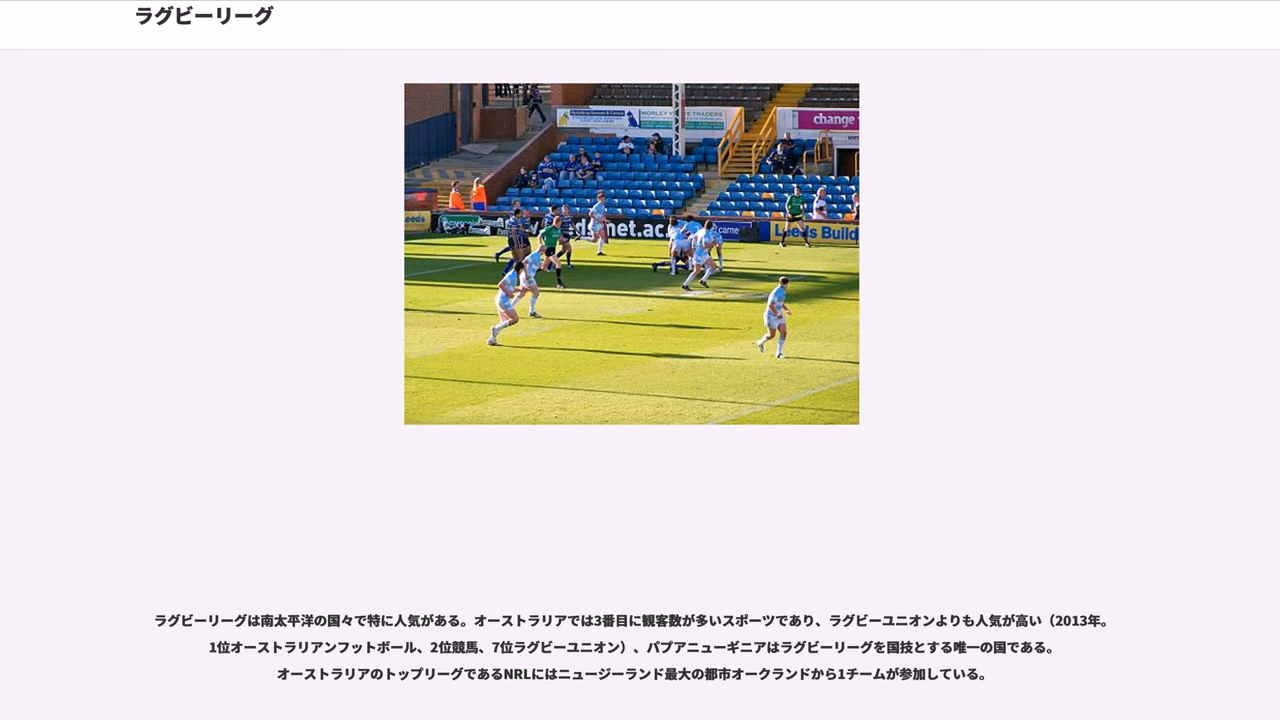 ラグビーリーグ
MORLEY
TRADERS
change
Leeds Build
carne
net.ac.
ラグビーリーグは南太平洋の国々で特に人気がある。オーストラリアでは3番目に観客数が多いスポーツであり、ラグビーユニオンよりも人気が高い（2013年。
1位オーストラリアンフットボール、2位競馬、7位ラグビーユニオン）、パプアニューギニアはラグビーリーグを国技とする唯一の国である。
オーストラリアのトップリーグであるNRLにはニュージーランド最大の都市オークランドから1チームが参加している。